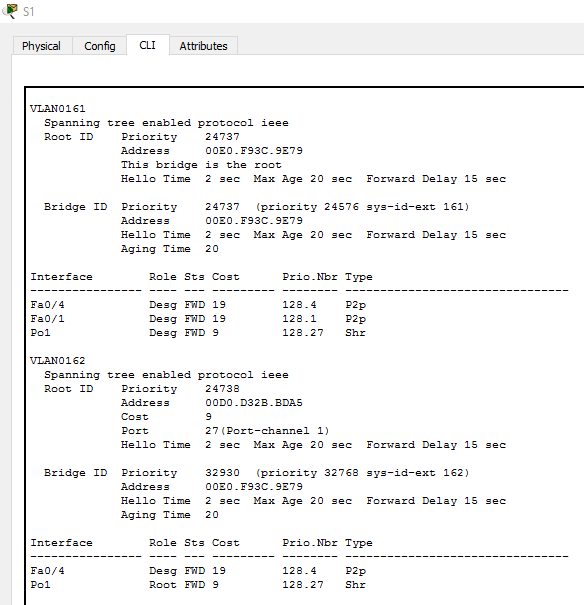 S1
Physical Config CLI Attributes
VLAN0161
  Spanning tree enabled protocol ieee
  Root ID    Priority    24737
             Address     00E0.F93C.9E79
             This bridge is the root
             Hello Time  2 sec  Max Age 20 sec  Forward Delay 15 sec

  Bridge ID  Priority    24737  (priority 24576 sys-id-ext 161)
             Address     00E0.F93C.9E79
             Hello Time  2 sec  Max Age 20 sec  Forward Delay 15 sec
             Aging Time  20

Interface        Role Sts Cost      Prio.Nbr Type
---------------- ---- --- --------- -------- --------------------------------
Fa0/4            Desg FWD 19        128.4    P2p
Fa0/1            Desg FWD 19        128.1    P2p
Po1              Desg FWD 9         128.27   Shr

VLAN0162
  Spanning tree enabled protocol ieee
  Root ID    Priority    24738
             Address     00D0.D32B.BDA5
             Cost        9
             Port        27(Port-channel 1)
             Hello Time  2 sec  Max Age 20 sec  Forward Delay 15 sec

  Bridge ID  Priority    32930  (priority 32768 sys-id-ext 162)
             Address     00E0.F93C.9E79
             Hello Time  2 sec  Max Age 20 sec  Forward Delay 15 sec
             Aging Time  20

Interface        Role Sts Cost      Prio.Nbr Type
---------------- ---- --- --------- -------- --------------------------------
Fa0/4            Desg FWD 19        128.4    P2p
Po1              Root FWD 9         128.27   Shr